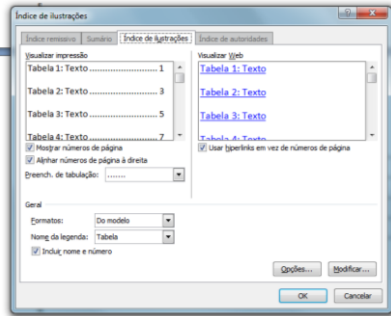 Índice de ilustrações
Índice remissivo Sumário Índice de ilustrações Índice de autoridades
Visualizar impressão
Tabela 1: Texto ..................... 1
Tabela 2: Texto ..................... 3
Tabela 3: Texto ..................... 5
Tabela 4: Texto ..................... 7
Visualizar Web
Tabela 1: Texto
Tabela 2: Texto
Tabela 3: Texto
Tabela 4: Texto
Mostrar números de página
Alinhar números de página à direita
Preench. de tabulação: .......
Usar hiperlinks em vez de números de página
Geral
Formatos: Do modelo
Nome da legenda: Tabela
Incluir nome e número
Opções... Modificar...
OK Cancelar